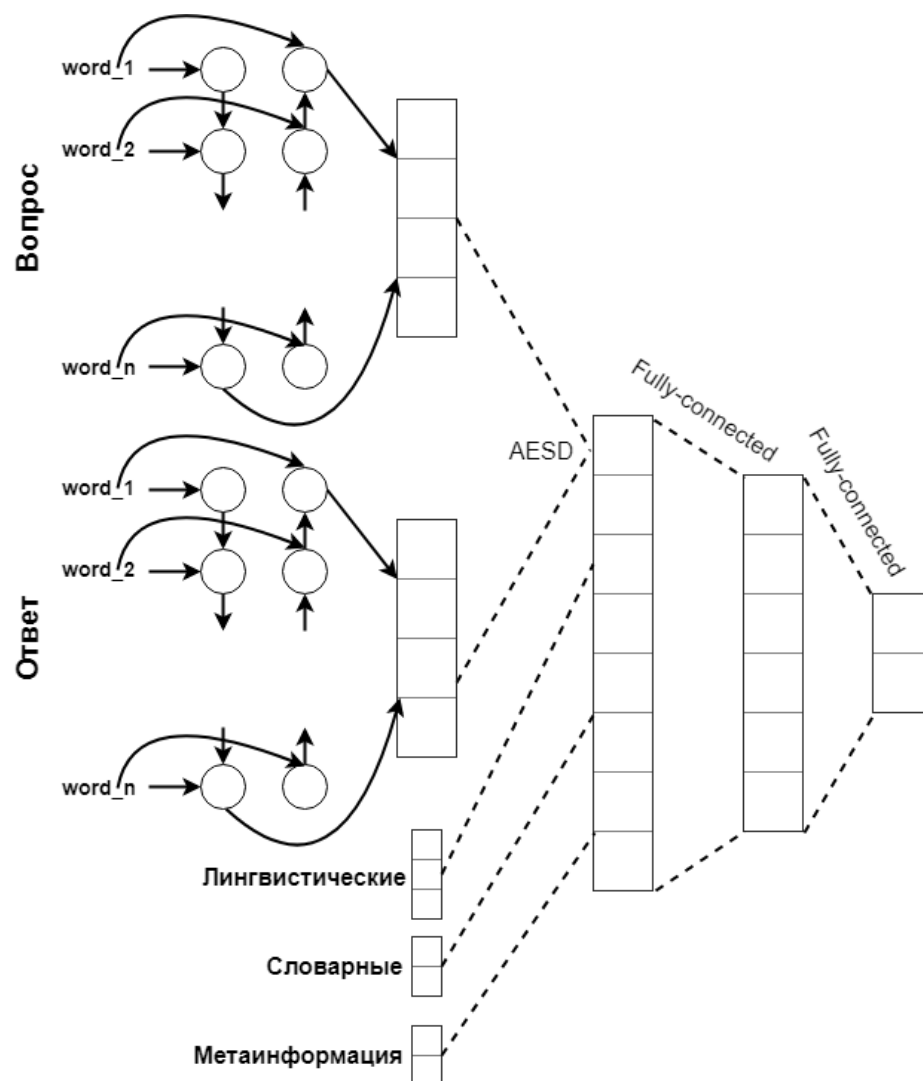 Вопрос
word_1
word_2
word_n
Ответ
word_1
word_2
word_n
AESD
Fully-connected
Fully-connected
Лингвистические
Словарные
Метаинформация